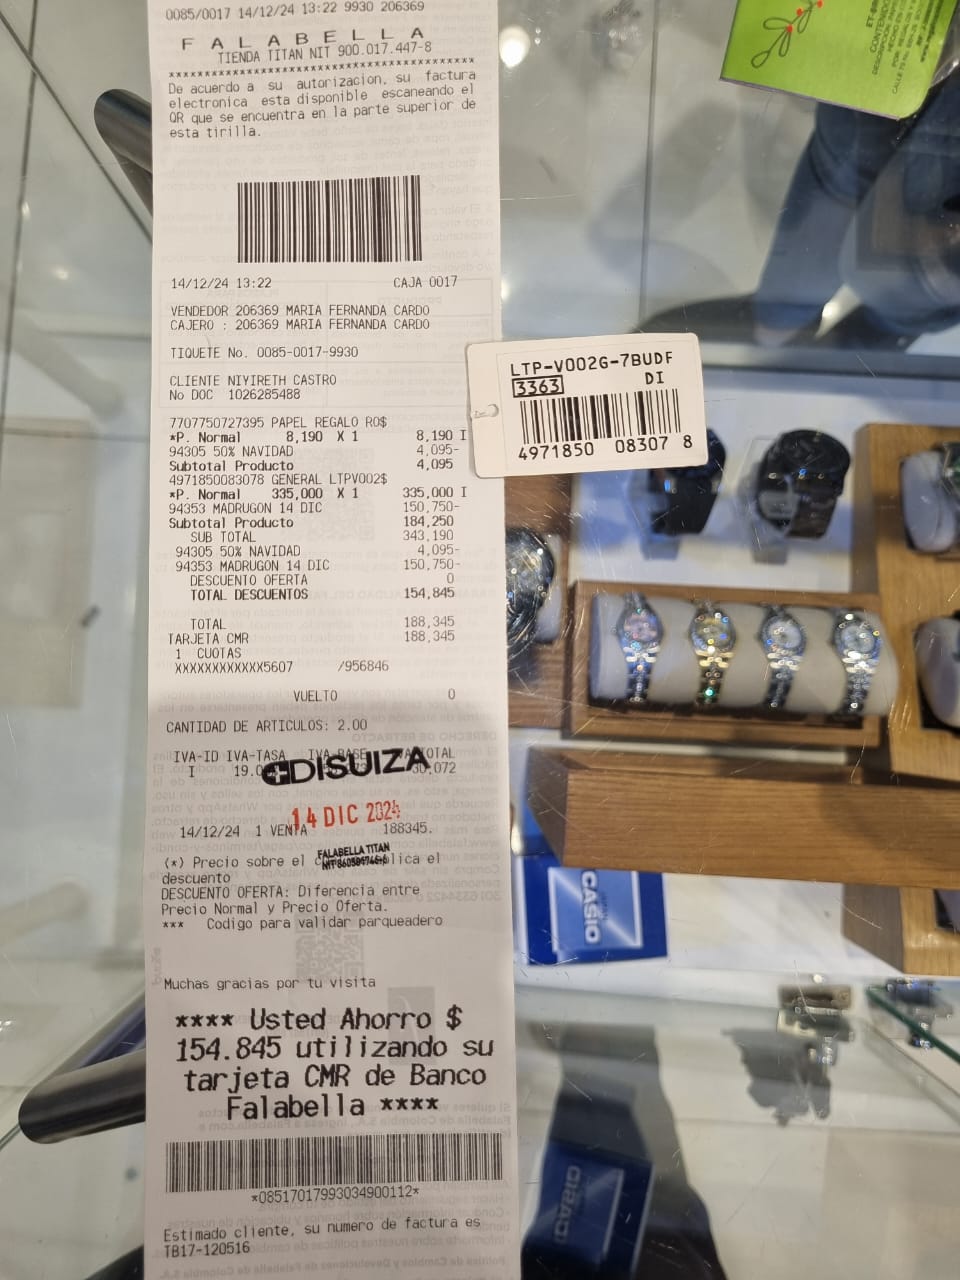 0085/0017 14/12/24 13:22 9930 206369
F A L A B E L L A
TIENDA TITAN NIT 900.017.447-8
De acuerdo a su autorizacion, su factura
electronica esta disponible escaneando el
QR que se encuentra en la parte superior de
esta tirilla.
14/12/24 13:22 CAJA 0017
VENDEDOR 206369 MARIA FERNANDA CARDO
CAJERO : 206369 MARIA FERNANDA CARDO
TIQUETE No. 0085-0017-9930
CLIENTE NIYIRETH CASTRO
No DOC 1026285488
7707750727395 PAPEL REGALO RO$
*P. Normal 8,190 X 1 8,190 I
94305 50% NAVIDAD 4,095-
Subtotal Producto 4,095
4971850083078 GENERAL LTPV002$
*P. Normal 335,000 X 1 335,000 I
94353 MADRUGON 14 DIC 150,750-
Subtotal Producto 184,250
SUB TOTAL 343,190
94305 50% NAVIDAD 4,095-
94353 MADRUGON 14 DIC 150,750-
DESCUENTO OFERTA 0
TOTAL DESCUENTOS 154,845
TOTAL 188,345
TARJETA CMR 188,345
1 CUOTAS
XXXXXXXXXXXX5607 /956846
VUELTO 0
CANTIDAD DE ARTICULOS: 2.00
IVA-ID IVA-TASA IVA-BASE
I 19.0 30,072
DISUIZA
14 DIC 2024
14/12/24 1 VENTA 188345.
FALABELLA TITAN
(*) Precio sobre el lica el
descuento
DESCUENTO OFERTA: Diferencia entre
Precio Normal y Precio Oferta.
*** Codigo para validar parqueadero
Muchas gracias por tu visita
**** Usted Ahorro $
154.845 utilizando su
tarjeta CMR de Banco
Falabella ****
*08517017993034900112*
Estimado cliente, su numero de factura es
TB17-120516
LTP-V002G-7BUDF
3363 DI
4971850 08307 8
CASIO
CASIO